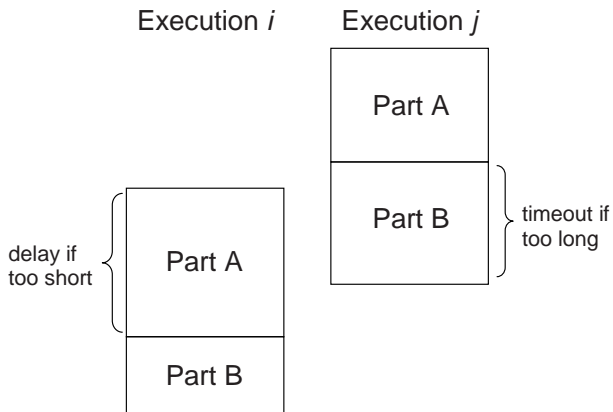 Execution i
Execution j
Part A
Part B
timeout if
too long
delay if
too short
Part A
Part B